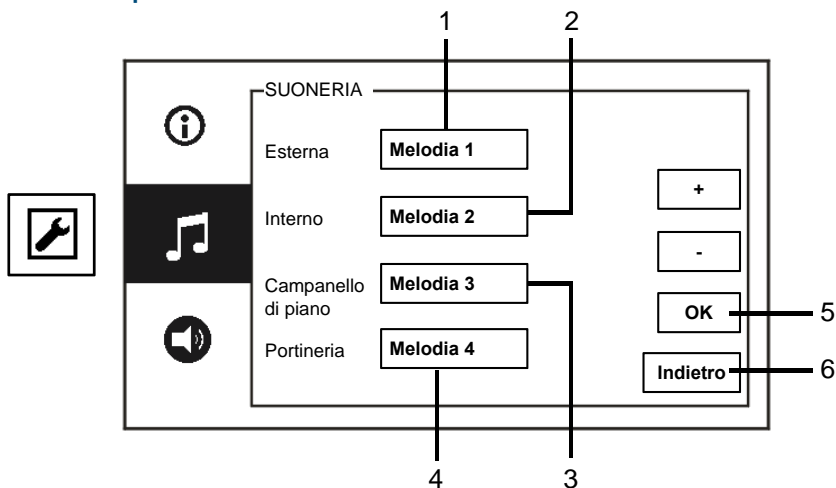 1
2
SUONERIA
Esterna
Melodia 1
Interno
Melodia 2
Campanello
di piano
Melodia 3
Portineria
Melodia 4
+
-
OK
5
Indietro
6
4
3